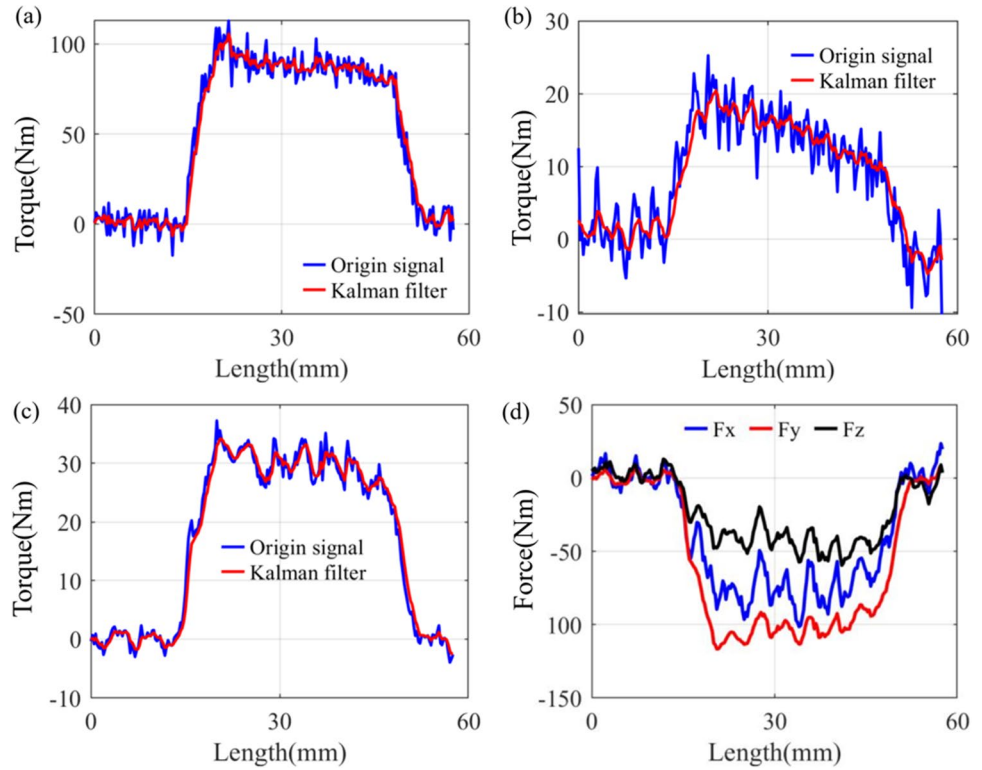 (a)
100
50
0
-50
0
30
60
Torque(Nm)
Length(mm)
Origin signal
Kalman filter
(b)
30
20
10
0
-10
0
30
60
Torque(Nm)
Length(mm)
Origin signal
Kalman filter
(c)
40
30
20
10
0
-10
0
30
60
Torque(Nm)
Length(mm)
Origin signal
Kalman filter
(d)
50
0
-50
100
-150
0
30
60
Force(Nm)
Length(mm)
Fx Fy Fz